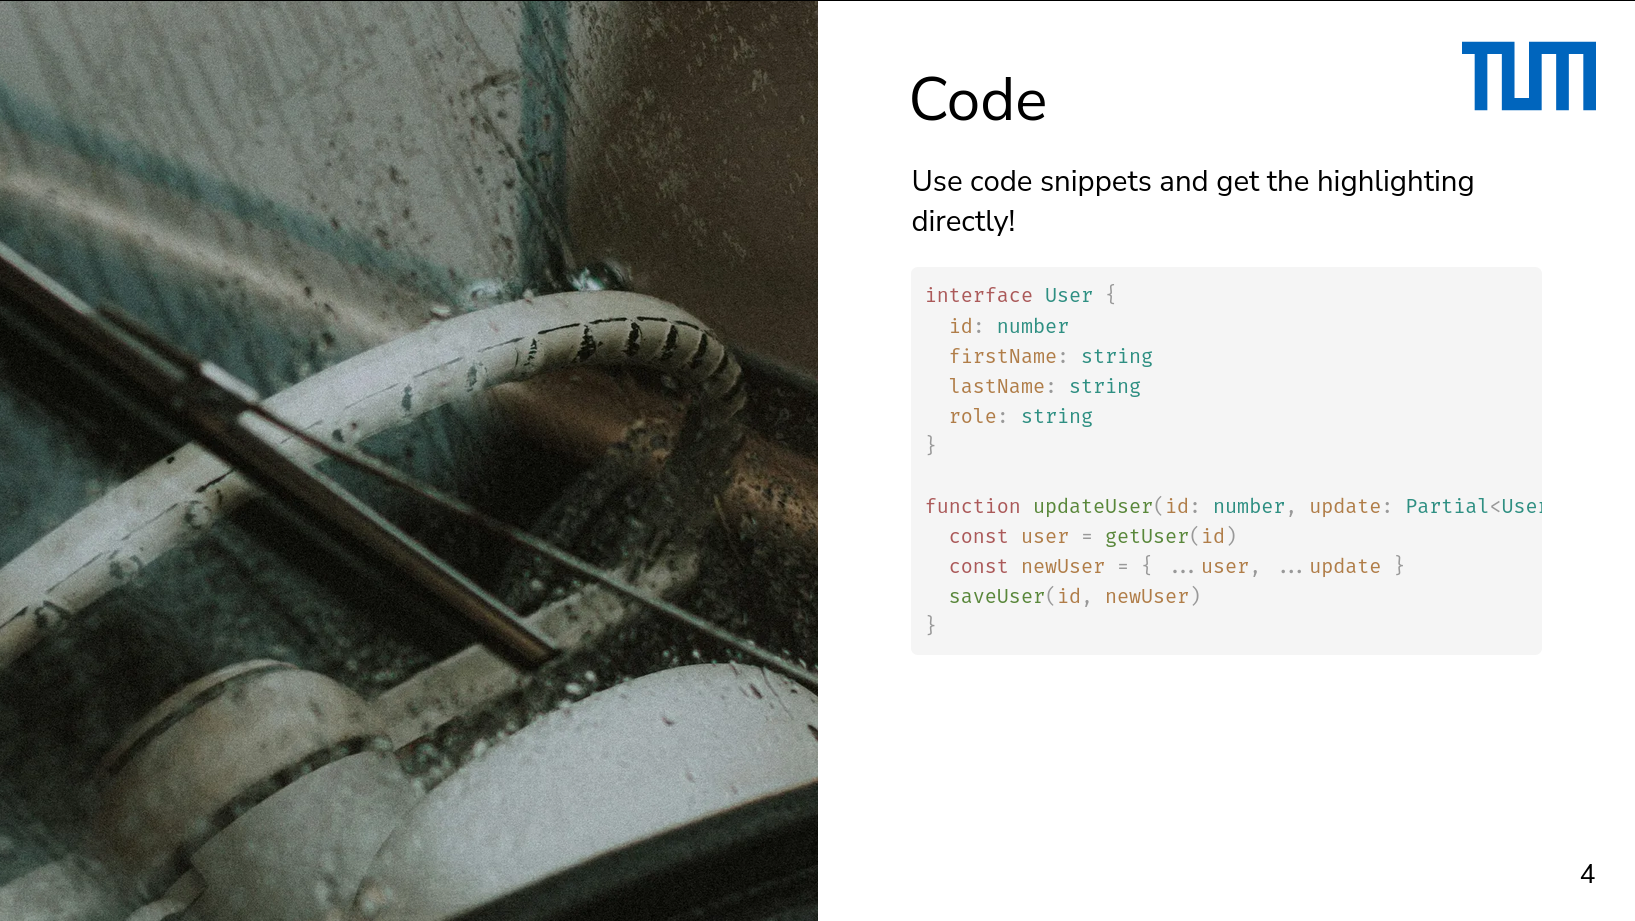 TUM
Code
Use code snippets and get the highlighting
directly!
interface User {
  id: number
  firstName: string
  lastName: string
  role: string
}
function updateUser(id: number, update: Partial<User
  const user = getUser(id)
  const newUser = { ...user, ...update }
  saveUser(id, newUser)
}
4